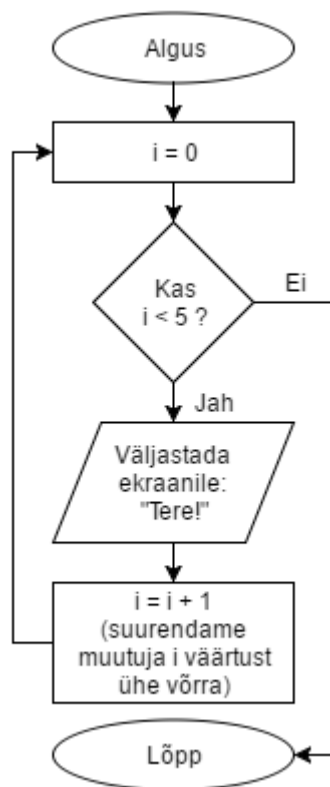 Algus
i = 0
Kas
i < 5 ?
Ei
Jah
Väljastada
ekraanile:
"Tere!"
i = i + 1
(suurendame
muutuja i väärtust
ühe võrra)
Lõpp